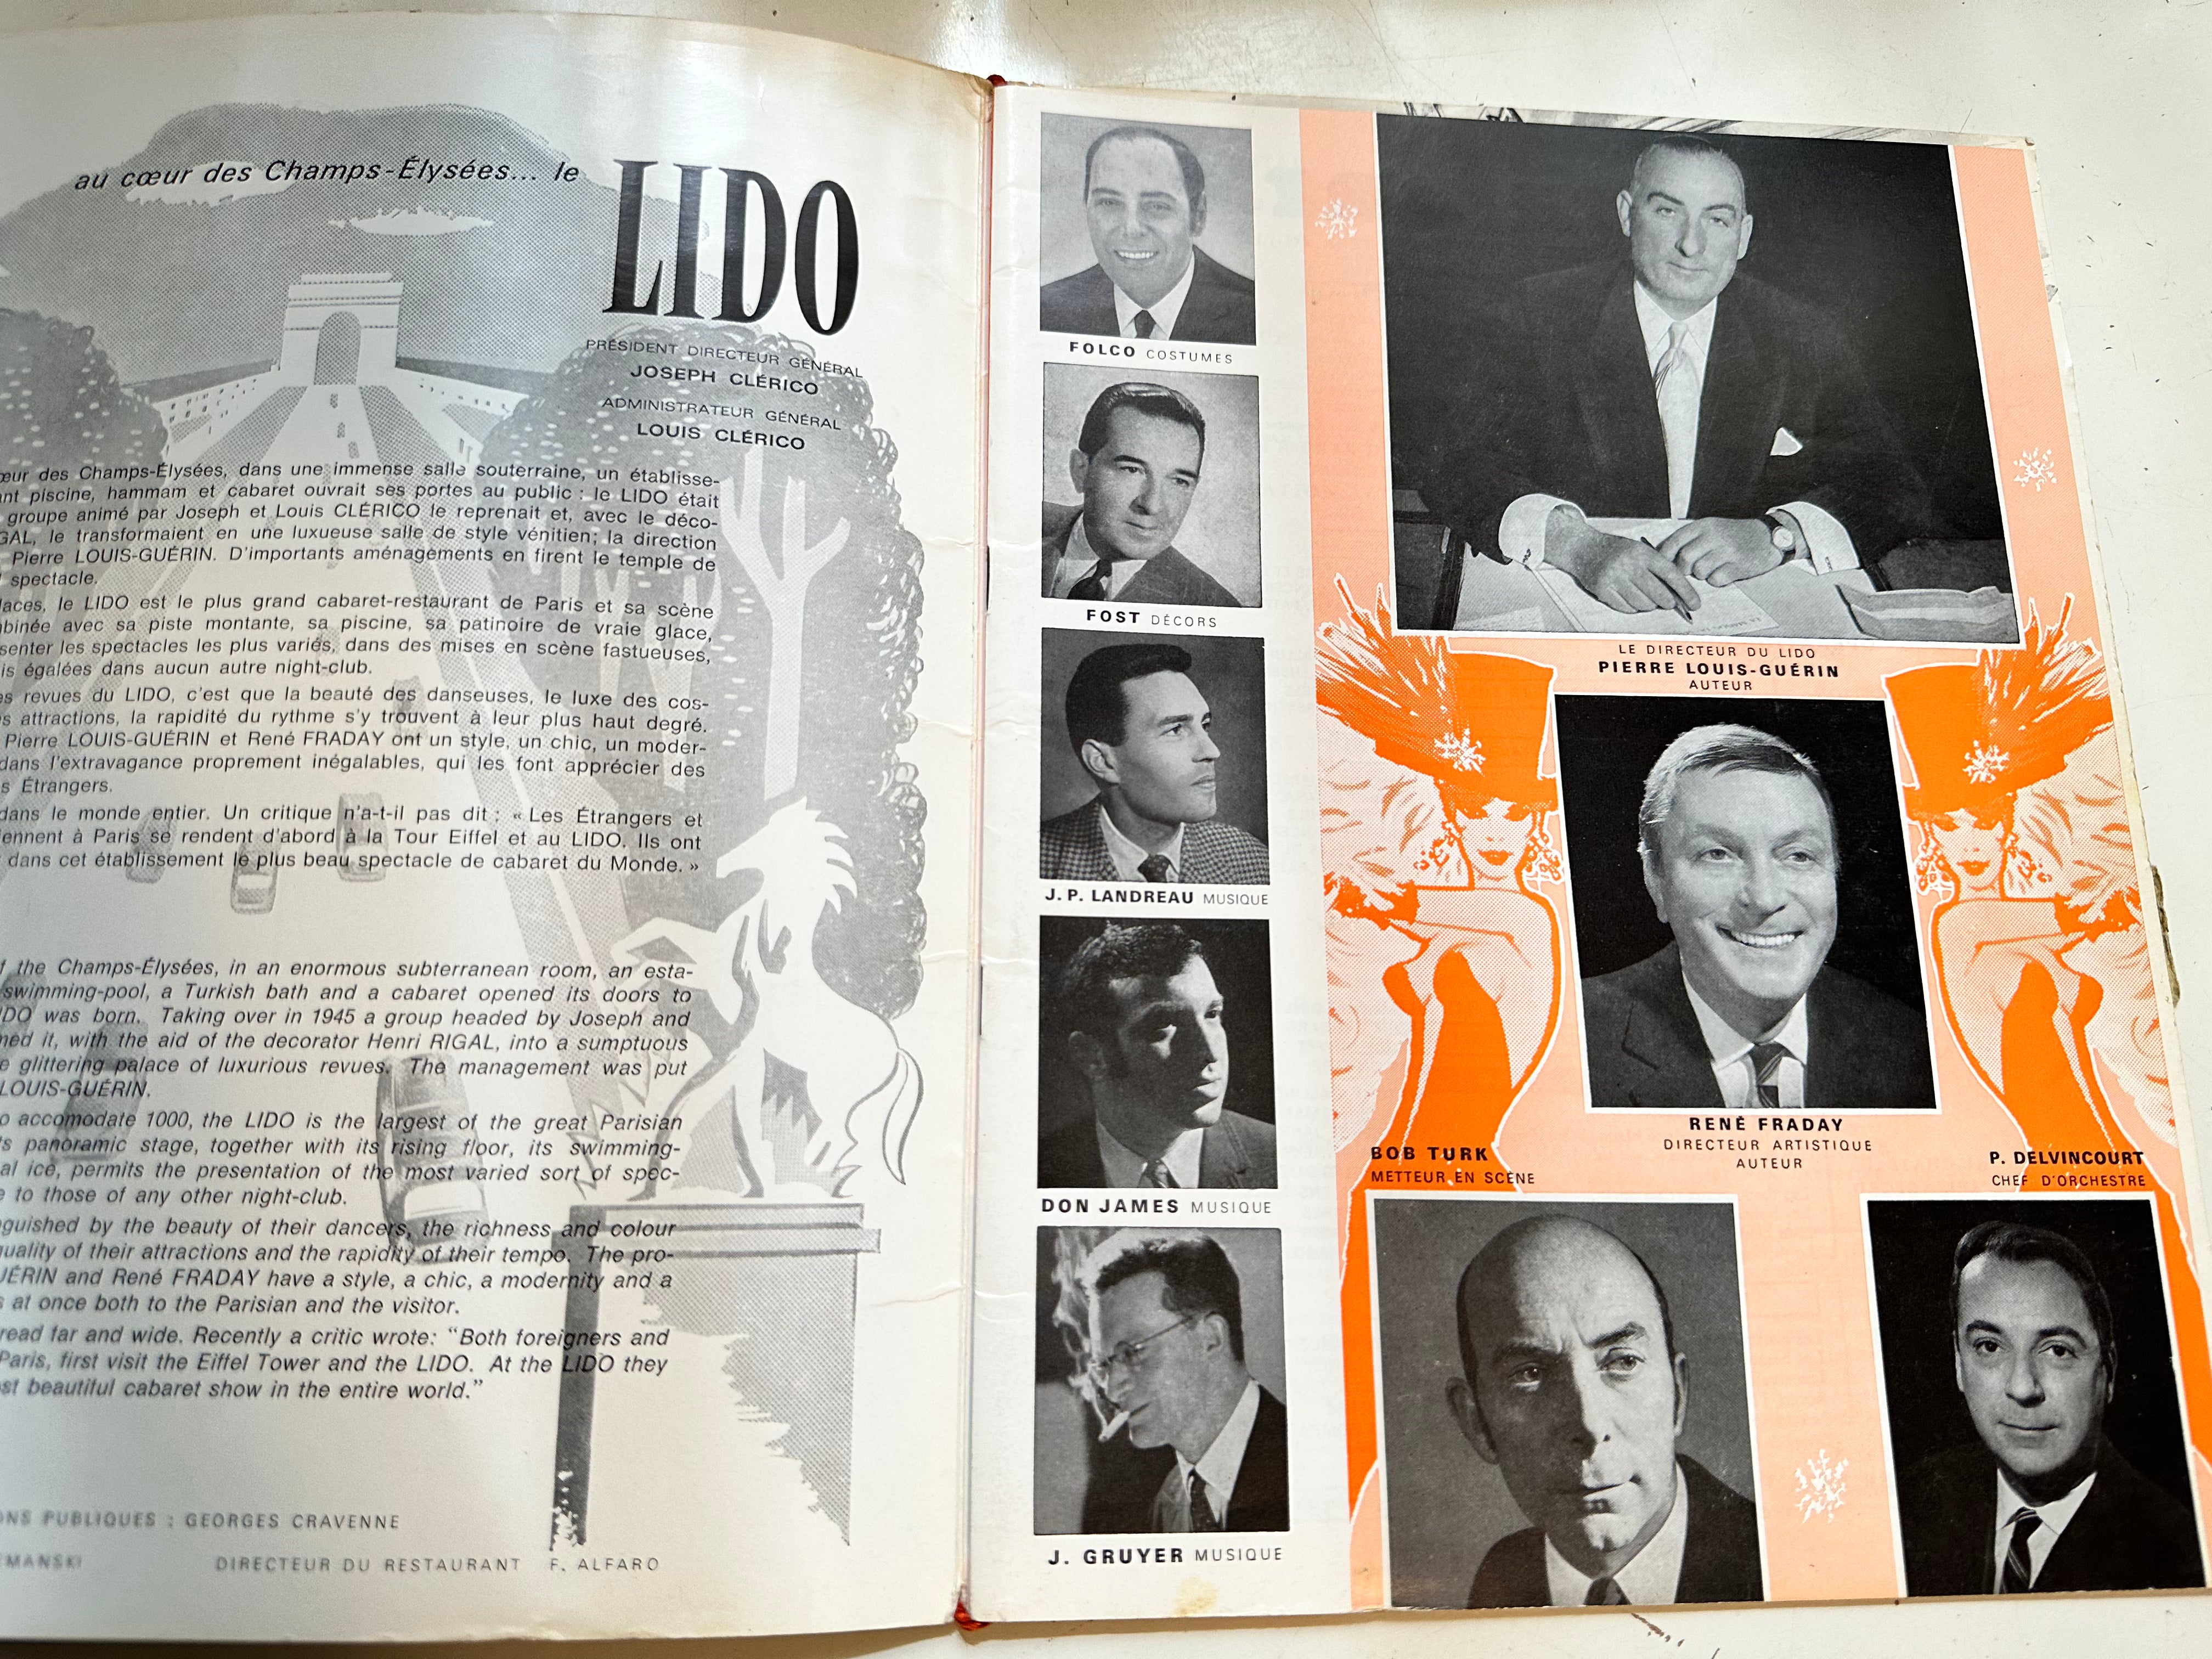 au cœur des Champs-Élysées... le
LIDO
PRÉSIDENT DIRECTEUR GÉNÉRAL
JOSEPH CLÉRICO
ADMINISTRATEUR GÉNÉRAL
LOUIS CLÉRICO
des Champs-Élysées, dans une immense salle souterraine, un établisse-
piscine, hammam et cabaret ouvrait ses portes au public : le LIDO était
groupe animé par Joseph et Louis CLÉRICO le reprenait et, avec le déco-
le transformaient en une luxueuse salle de style vénitien; la direction
Pierre LOUIS-GUÉRIN. D'importants aménagements en firent le temple de
spectacle.
le LIDO est le plus grand cabaret-restaurant de Paris et sa scène
avec sa piste montante, sa piscine, sa patinoire de vraie glace,
les spectacles les plus variés, dans des mises en scène fastueuses,
égalées dans aucun autre night-club.
revues du LIDO, c'est que la beauté des danseuses, le luxe des cos-
attractions, la rapidité du rythme s'y trouvent à leur plus haut degré.
Pierre LOUIS-GUÉRIN et René FRADAY ont un style, un chic, un moder-
dans l'extravagance proprement inégalables, qui les font apprécier des
Étrangers.
dans le monde entier. Un critique n'a-t-il pas dit : « Les Étrangers et
à Paris se rendent d'abord à la Tour Eiffel et au LIDO. Ils ont
dans cet établissement le plus beau spectacle de cabaret du Monde. »
the Champs-Élysées, in an enormous subterranean room, an esta-
swimming-pool, a Turkish bath and a cabaret opened its doors to
was born. Taking over in 1945 a group headed by Joseph and
it, with the aid of the decorator Henri RIGAL, into a sumptuous
glittering palace of luxurious revues. The management was put
LOUIS-GUÉRIN.
accomodate 1000, the LIDO is the largest of the great Parisian
panoramic stage, together with its rising floor, its swimming-
ice, permits the presentation of the most varied sort of spec-
to those of any other night-club.
by the beauty of their dancers, the richness and colour
of their attractions and the rapidity of their tempo. The pro-
and René FRADAY have a style, a chic, a modernity and a
at once both to the Parisian and the visitor.
far and wide. Recently a critic wrote: “Both foreigners and
Paris, first visit the Eiffel Tower and the LIDO. At the LIDO they
beautiful cabaret show in the entire world.”
PUBLIQUES : GEORGES CRAVENNE
DIRECTEUR DU RESTAURANT F. ALFARO
FOLCO COSTUMES
FOST DÉCORS
J. P. LANDREAU MUSIQUE
DON JAMES MUSIQUE
J. GRUYER MUSIQUE
LE DIRECTEUR DU LIDO
PIERRE LOUIS-GUÉRIN
AUTEUR
RENÉ FRADAY
DIRECTEUR ARTISTIQUE
AUTEUR
BOB TURK
METTEUR EN SCÈNE
P. DELVINCOURT
CHEF D'ORCHESTRE